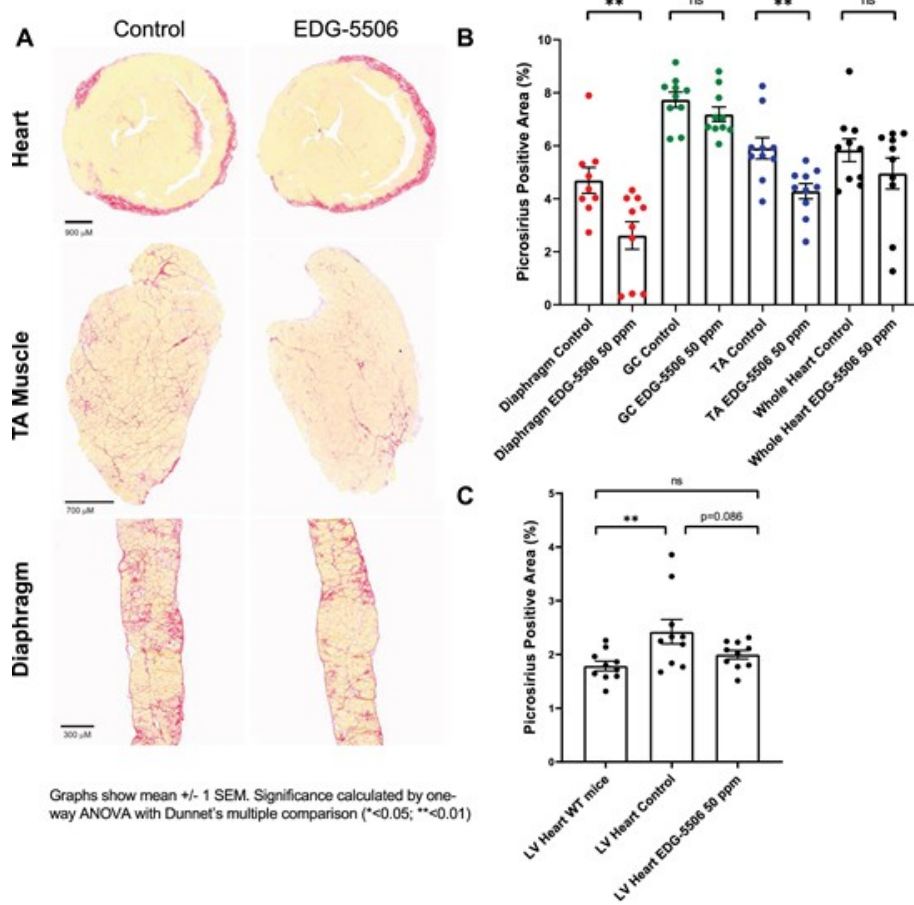 A
Control
EDG-5506
Heart
900 µM
TA Muscle
700 µM
Diaphragm
300 µM
Graphs show mean +/- 1 SEM. Significance calculated by one-
way ANOVA with Dunnet's multiple comparison (*<0.05; **<0.01)
B
** ns ** ns
Picrosirius Positive Area (%)
10
8
6
4
2
0
Diaphragm Control
Diaphragm EDG-5506 50 ppm
GC Control
GC EDG-5506 50 ppm
TA Control
TA EDG-5506 50 ppm
Whole Heart Control
Whole Heart EDG-5506 50 ppm
C
ns
** p=0.086
Picrosirius Positive Area (%)
5
4
3
2
1
0
LV Heart WT mice
LV Heart Control
LV Heart EDG-5506 50 ppm